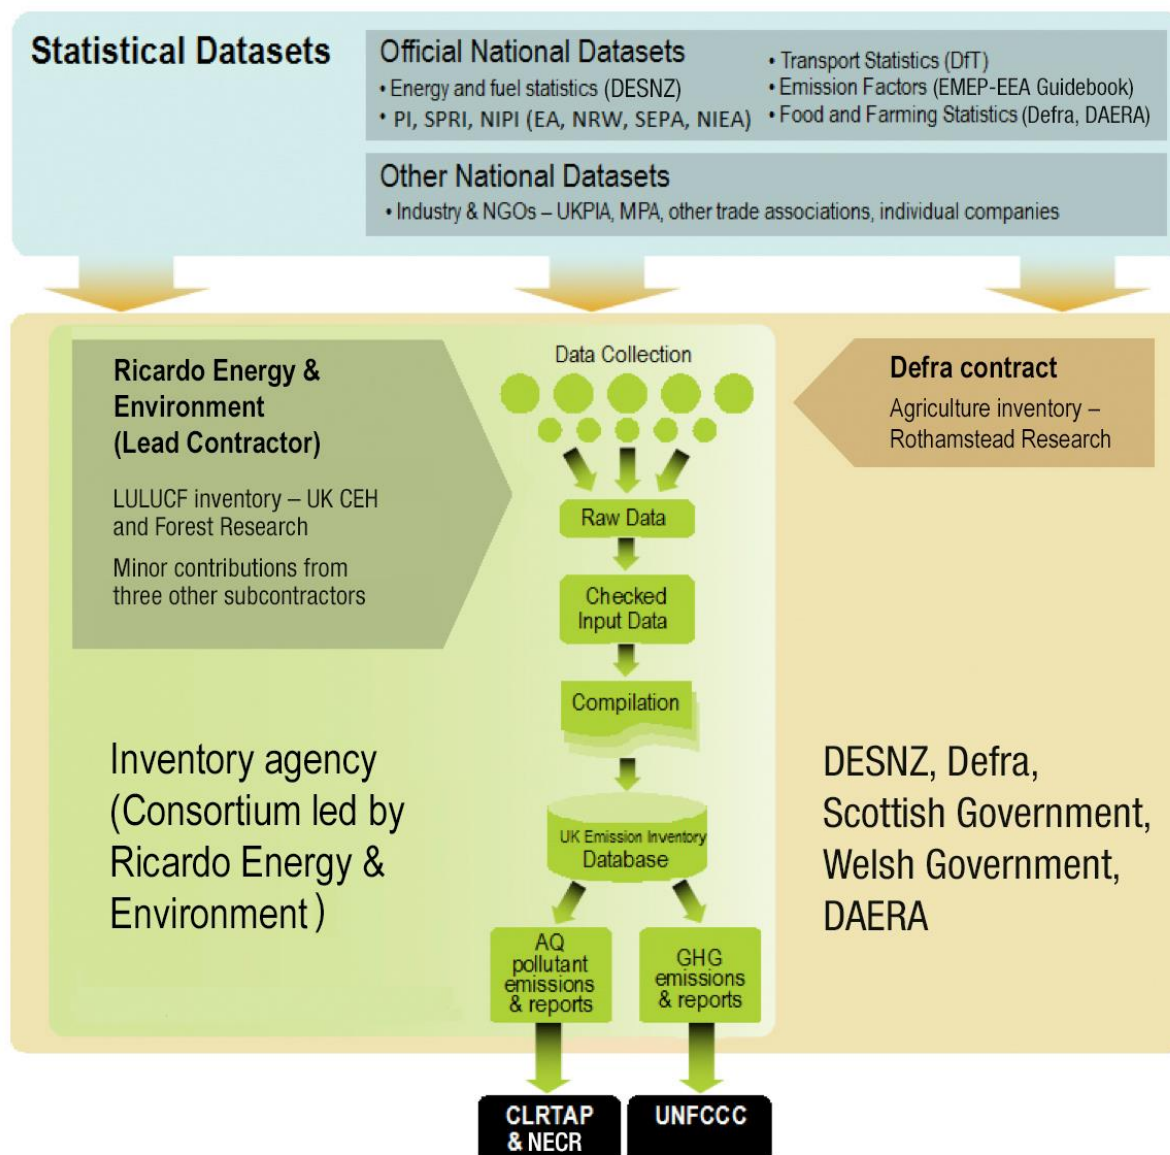 Statistical Datasets
Official National Datasets
• Energy and fuel statistics (DESNZ)
• PI, SPRI, NIPI (EA, NRW, SEPA, NIEA)
• Transport Statistics (DfT)
• Emission Factors (EMEP-EEA Guidebook)
• Food and Farming Statistics (Defra, DAERA)
Other National Datasets
• Industry & NGOs – UKPIA, MPA, other trade associations, individual companies
Ricardo Energy &
Environment
(Lead Contractor)
LULUCF inventory – UK CEH
and Forest Research
Minor contributions from
three other subcontractors
Data Collection
Raw Data
Checked
Input Data
Compilation
UK Emission Inventory
Database
AQ
pollutant
emissions
& reports
GHG
emissions
& reports
Defra contract
Agriculture inventory –
Rothamstead Research
Inventory agency
(Consortium led by
Ricardo Energy &
Environment)
DESNZ, Defra,
Scottish Government,
Welsh Government,
DAERA
CLRTAP
& NECR
UNFCCC